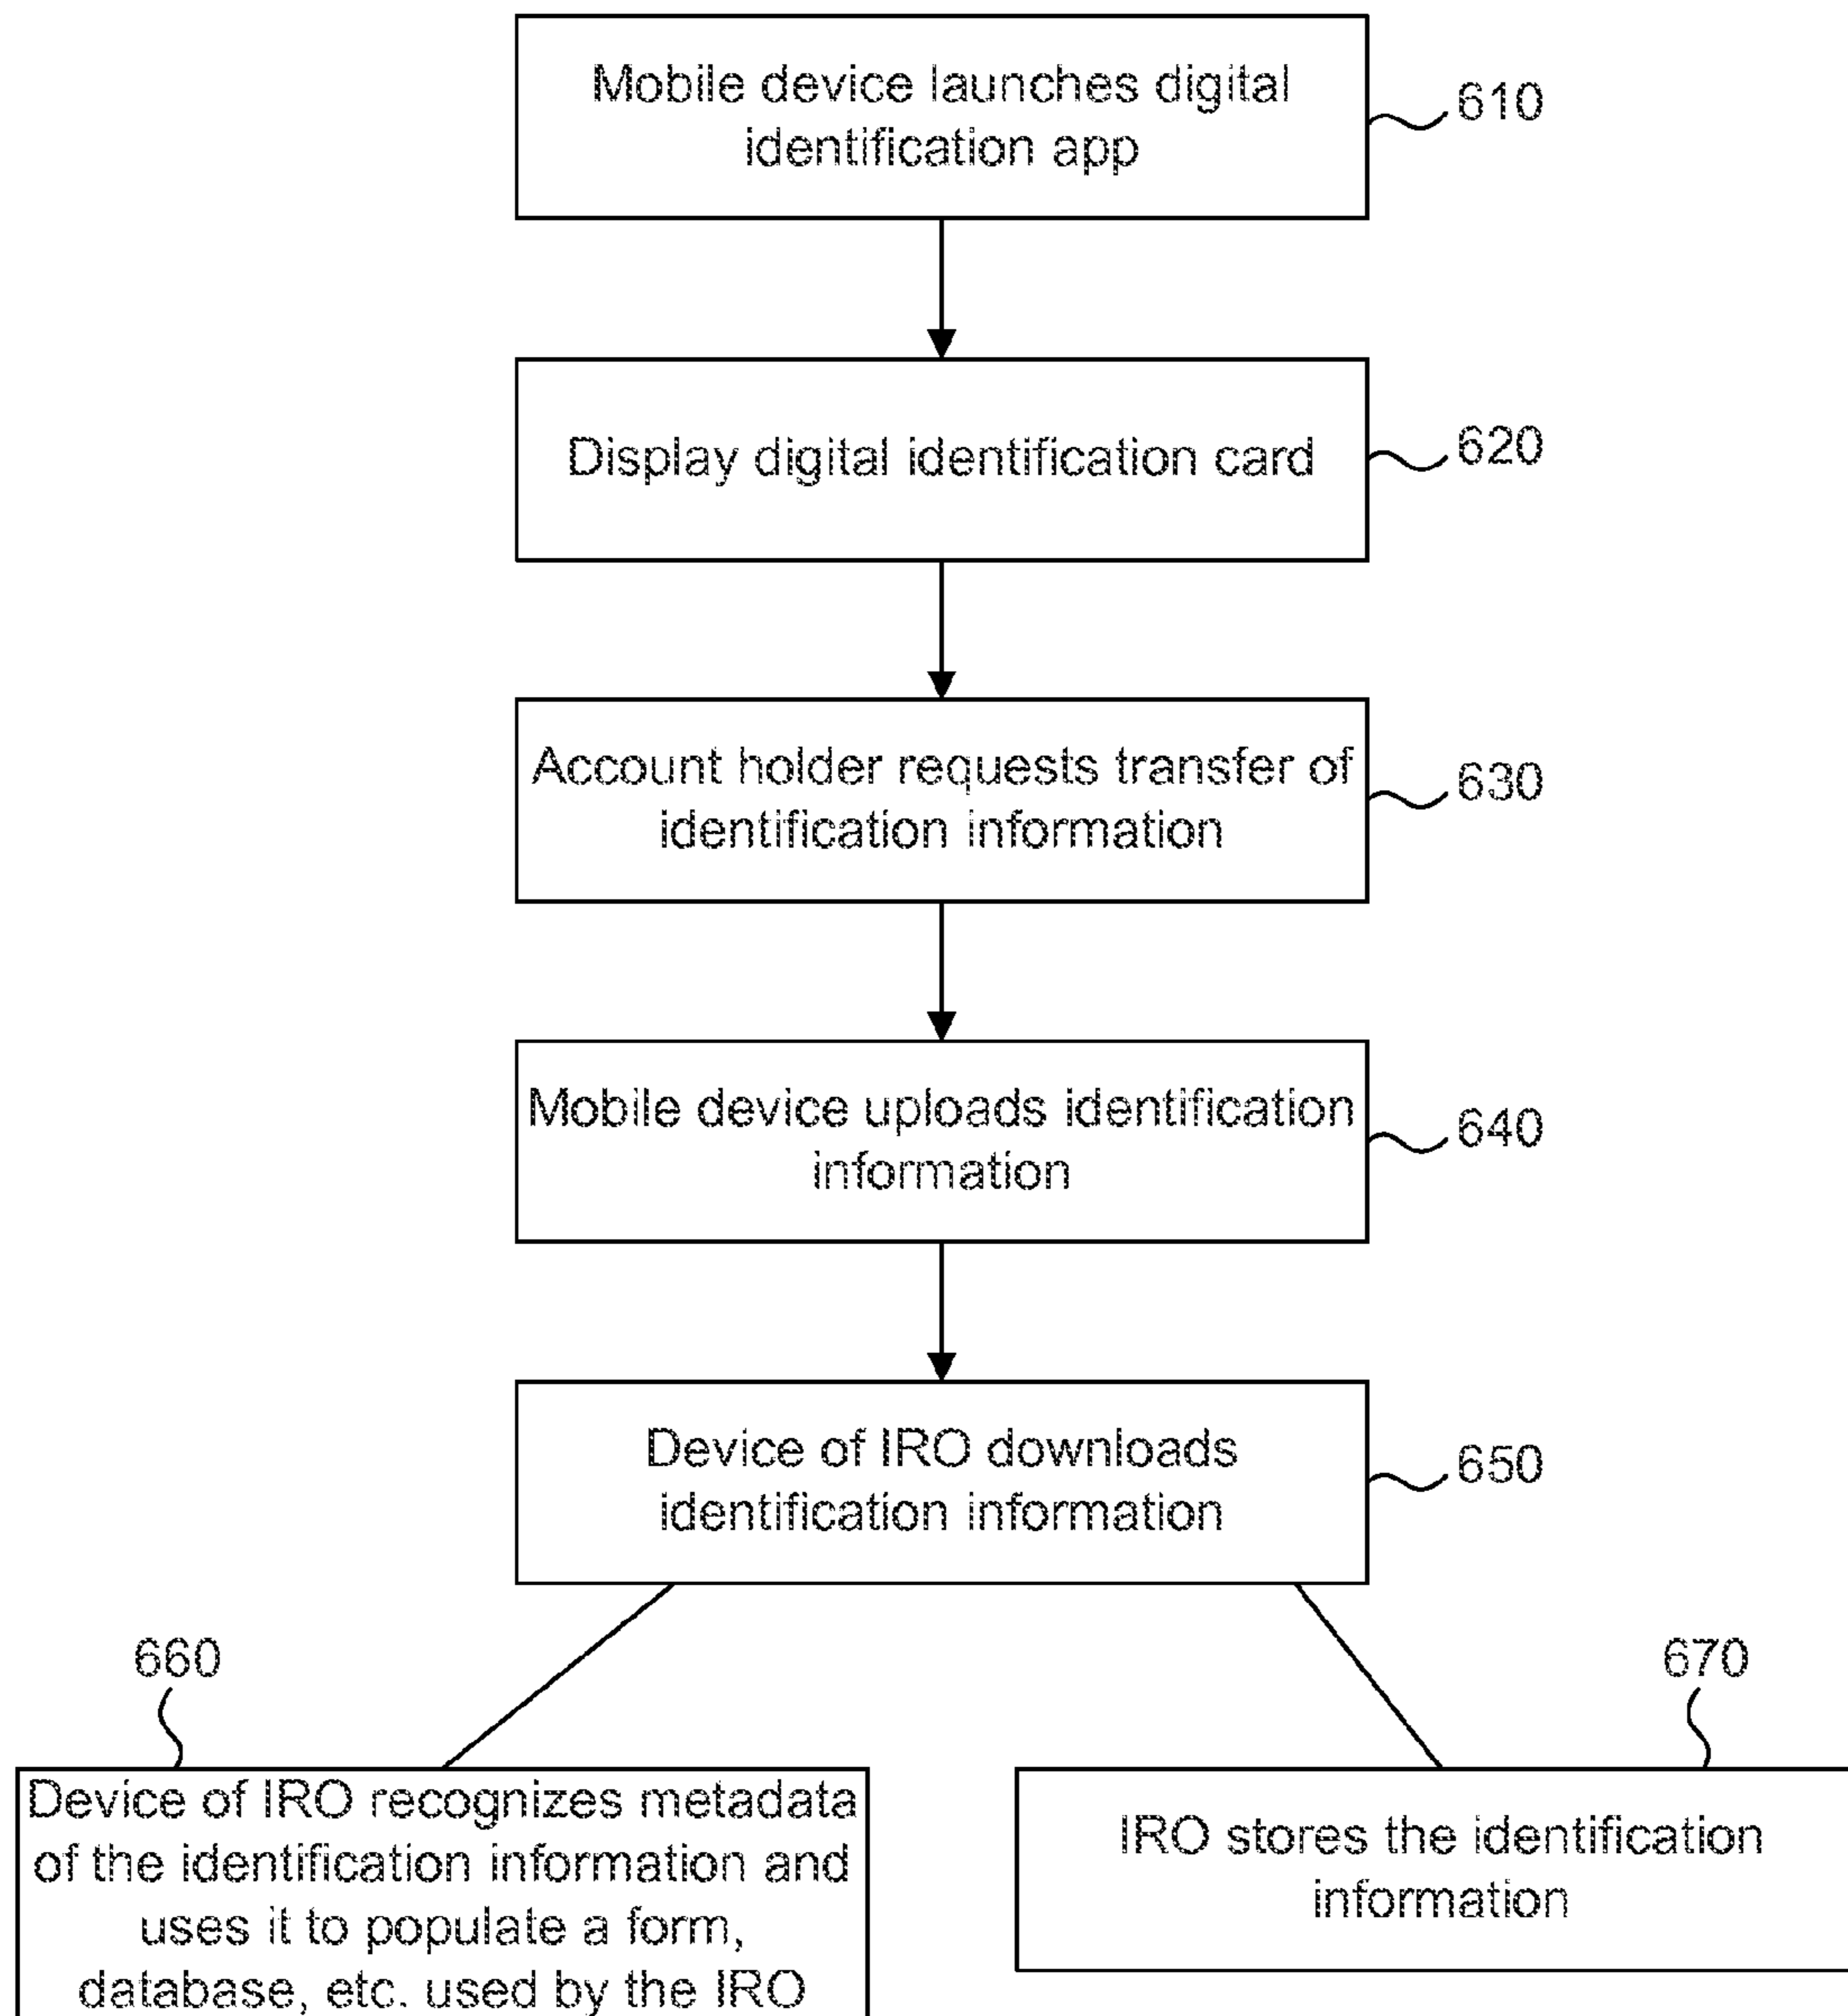 Mobile device launches digital
identification app
610
Display digital identification card
620
Account holder requests transfer of
identification information
630
Mobile device uploads identification
information
640
Device of IRO downloads
identification information
650
660
670
Device of IRO recognizes metadata
of the identification information and
uses it to populate a form,
database, etc. used by the IRO
IRO stores the identification
information